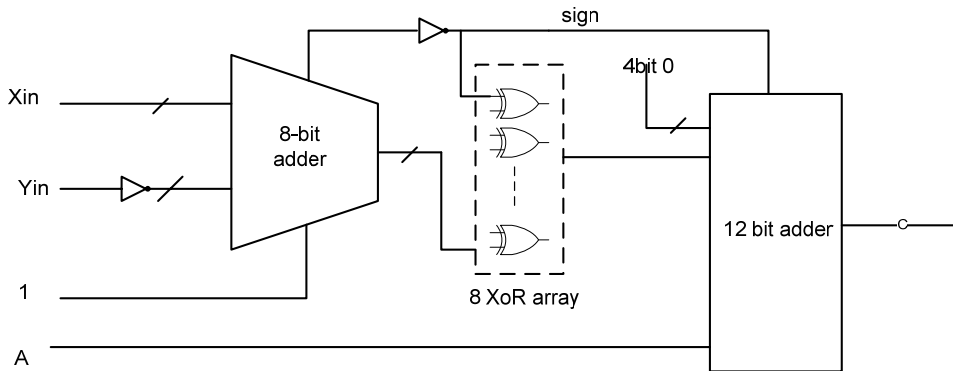 sign
4bit 0
Xin
8-bit
adder
Yin
12 bit adder
C
1
8 XoR array
A